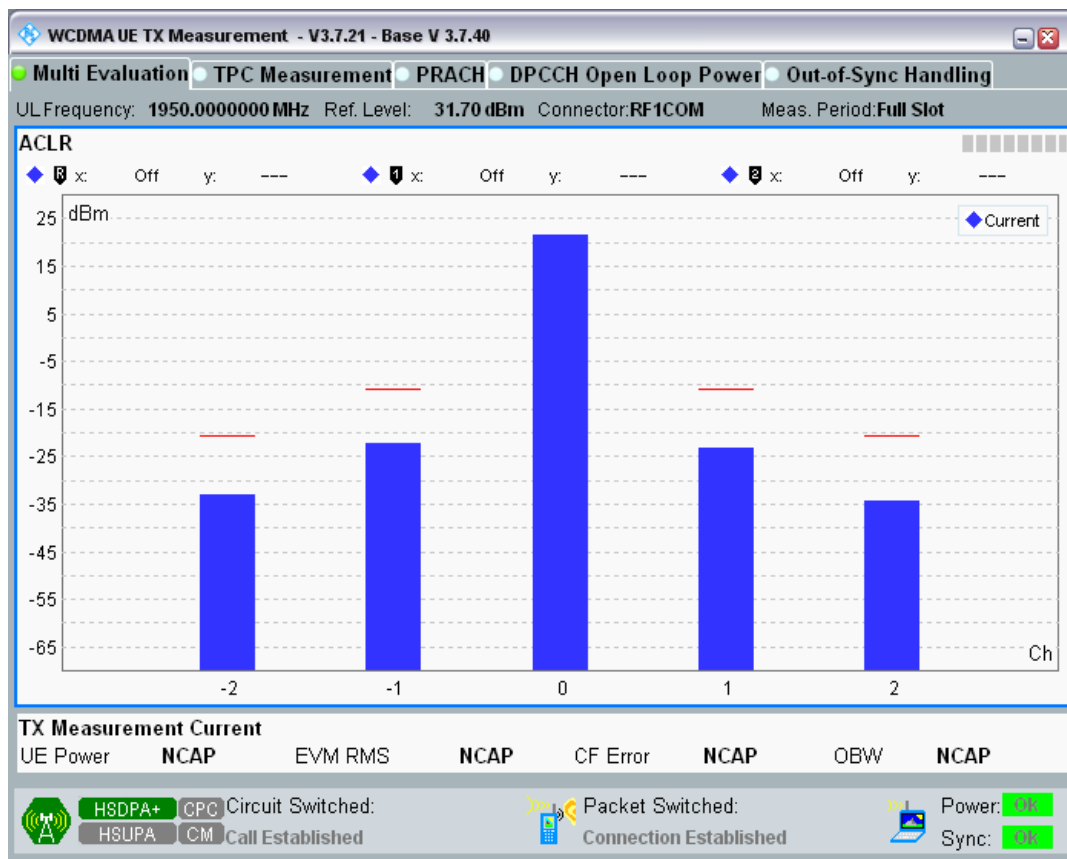 WCDMA UE TX Measurement - V3.7.21 - Base V 3.7.40
Multi Evaluation TPC Measurement PRACH DPCCH Open Loop Power Out-of-Sync Handling
UL Frequency: 1950.0000000 MHz Ref. Level: 31.70 dBm Connector:RF1COM Meas. Period:Full Slot
ACLR
R x: Off y: --- 1 x: Off y: --- 2 x: Off y: ---
dBm
Current
25
15
5
-5
-15
-25
-35
-45
-55
-65
Ch
-2 -1 0 1 2
TX Measurement Current
UE Power NCAP EVM RMS NCAP CF Error NCAP OBW NCAP
HSDPA+ CPC Circuit Switched: Packet Switched: Power: Ok
HSUPA CM Call Established Connection Established Sync: Ok